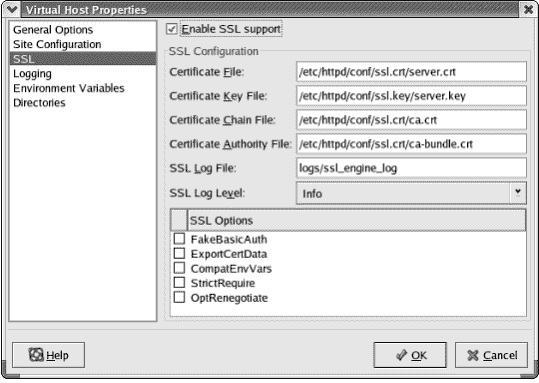 Virtual Host Properties
General Options
Site Configuration
SSL
Logging
Environment Variables
Directories
Enable SSL support
SSL Configuration
Certificate File: /etc/httpd/conf/ssl.crt/server.crt
Certificate Key File: /etc/httpd/conf/ssl.key/server.key
Certificate Chain File: /etc/httpd/conf/ssl.crt/ca.crt
Certificate Authority File: /etc/httpd/conf/ssl.crt/ca-bundle.crt
SSL Log File: logs/ssl_engine_log
SSL Log Level: Info
SSL Options
FakeBasicAuth
ExportCertData
CompatEnvVars
StrictRequire
OptRenegotiate
Help OK Cancel